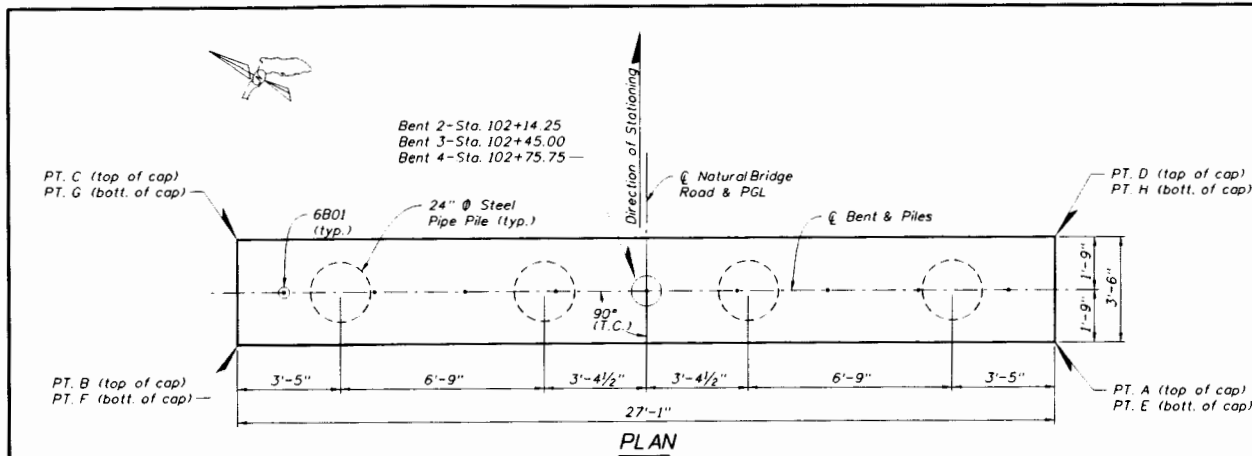 Direction of Stationing
Bent 2-Sta. 102+14.25
Bent 3-Sta. 102+45.00
Bent 4-Sta. 102+75.75
PT. C (top of cap)
PT. G (bott. of cap)
6B01
(typ.)
24" Φ Steel
Pipe Pile (typ.)
℄ Natural Bridge
Road & PGL
℄ Bent & Piles
PT. D (top of cap)
PT. H (bott. of cap)
90°
(T.C.)
1'-9"
1'-9"
3'-6"
PT. B (top of cap)
PT. F (bott. of cap)
3'-5"
6'-9"
3'-4½"
3'-4½"
6'-9"
3'-5"
PT. A (top of cap)
PT. E (bott. of cap)
27'-1"
PLAN